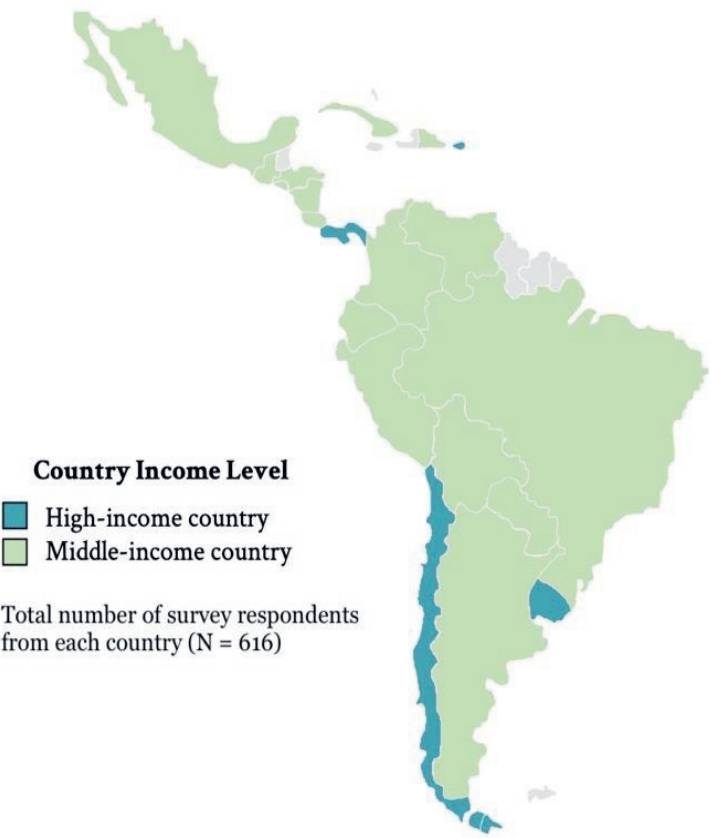 Country Income Level
High-income country
Middle-income country
Total number of survey respondents
from each country (N = 616)